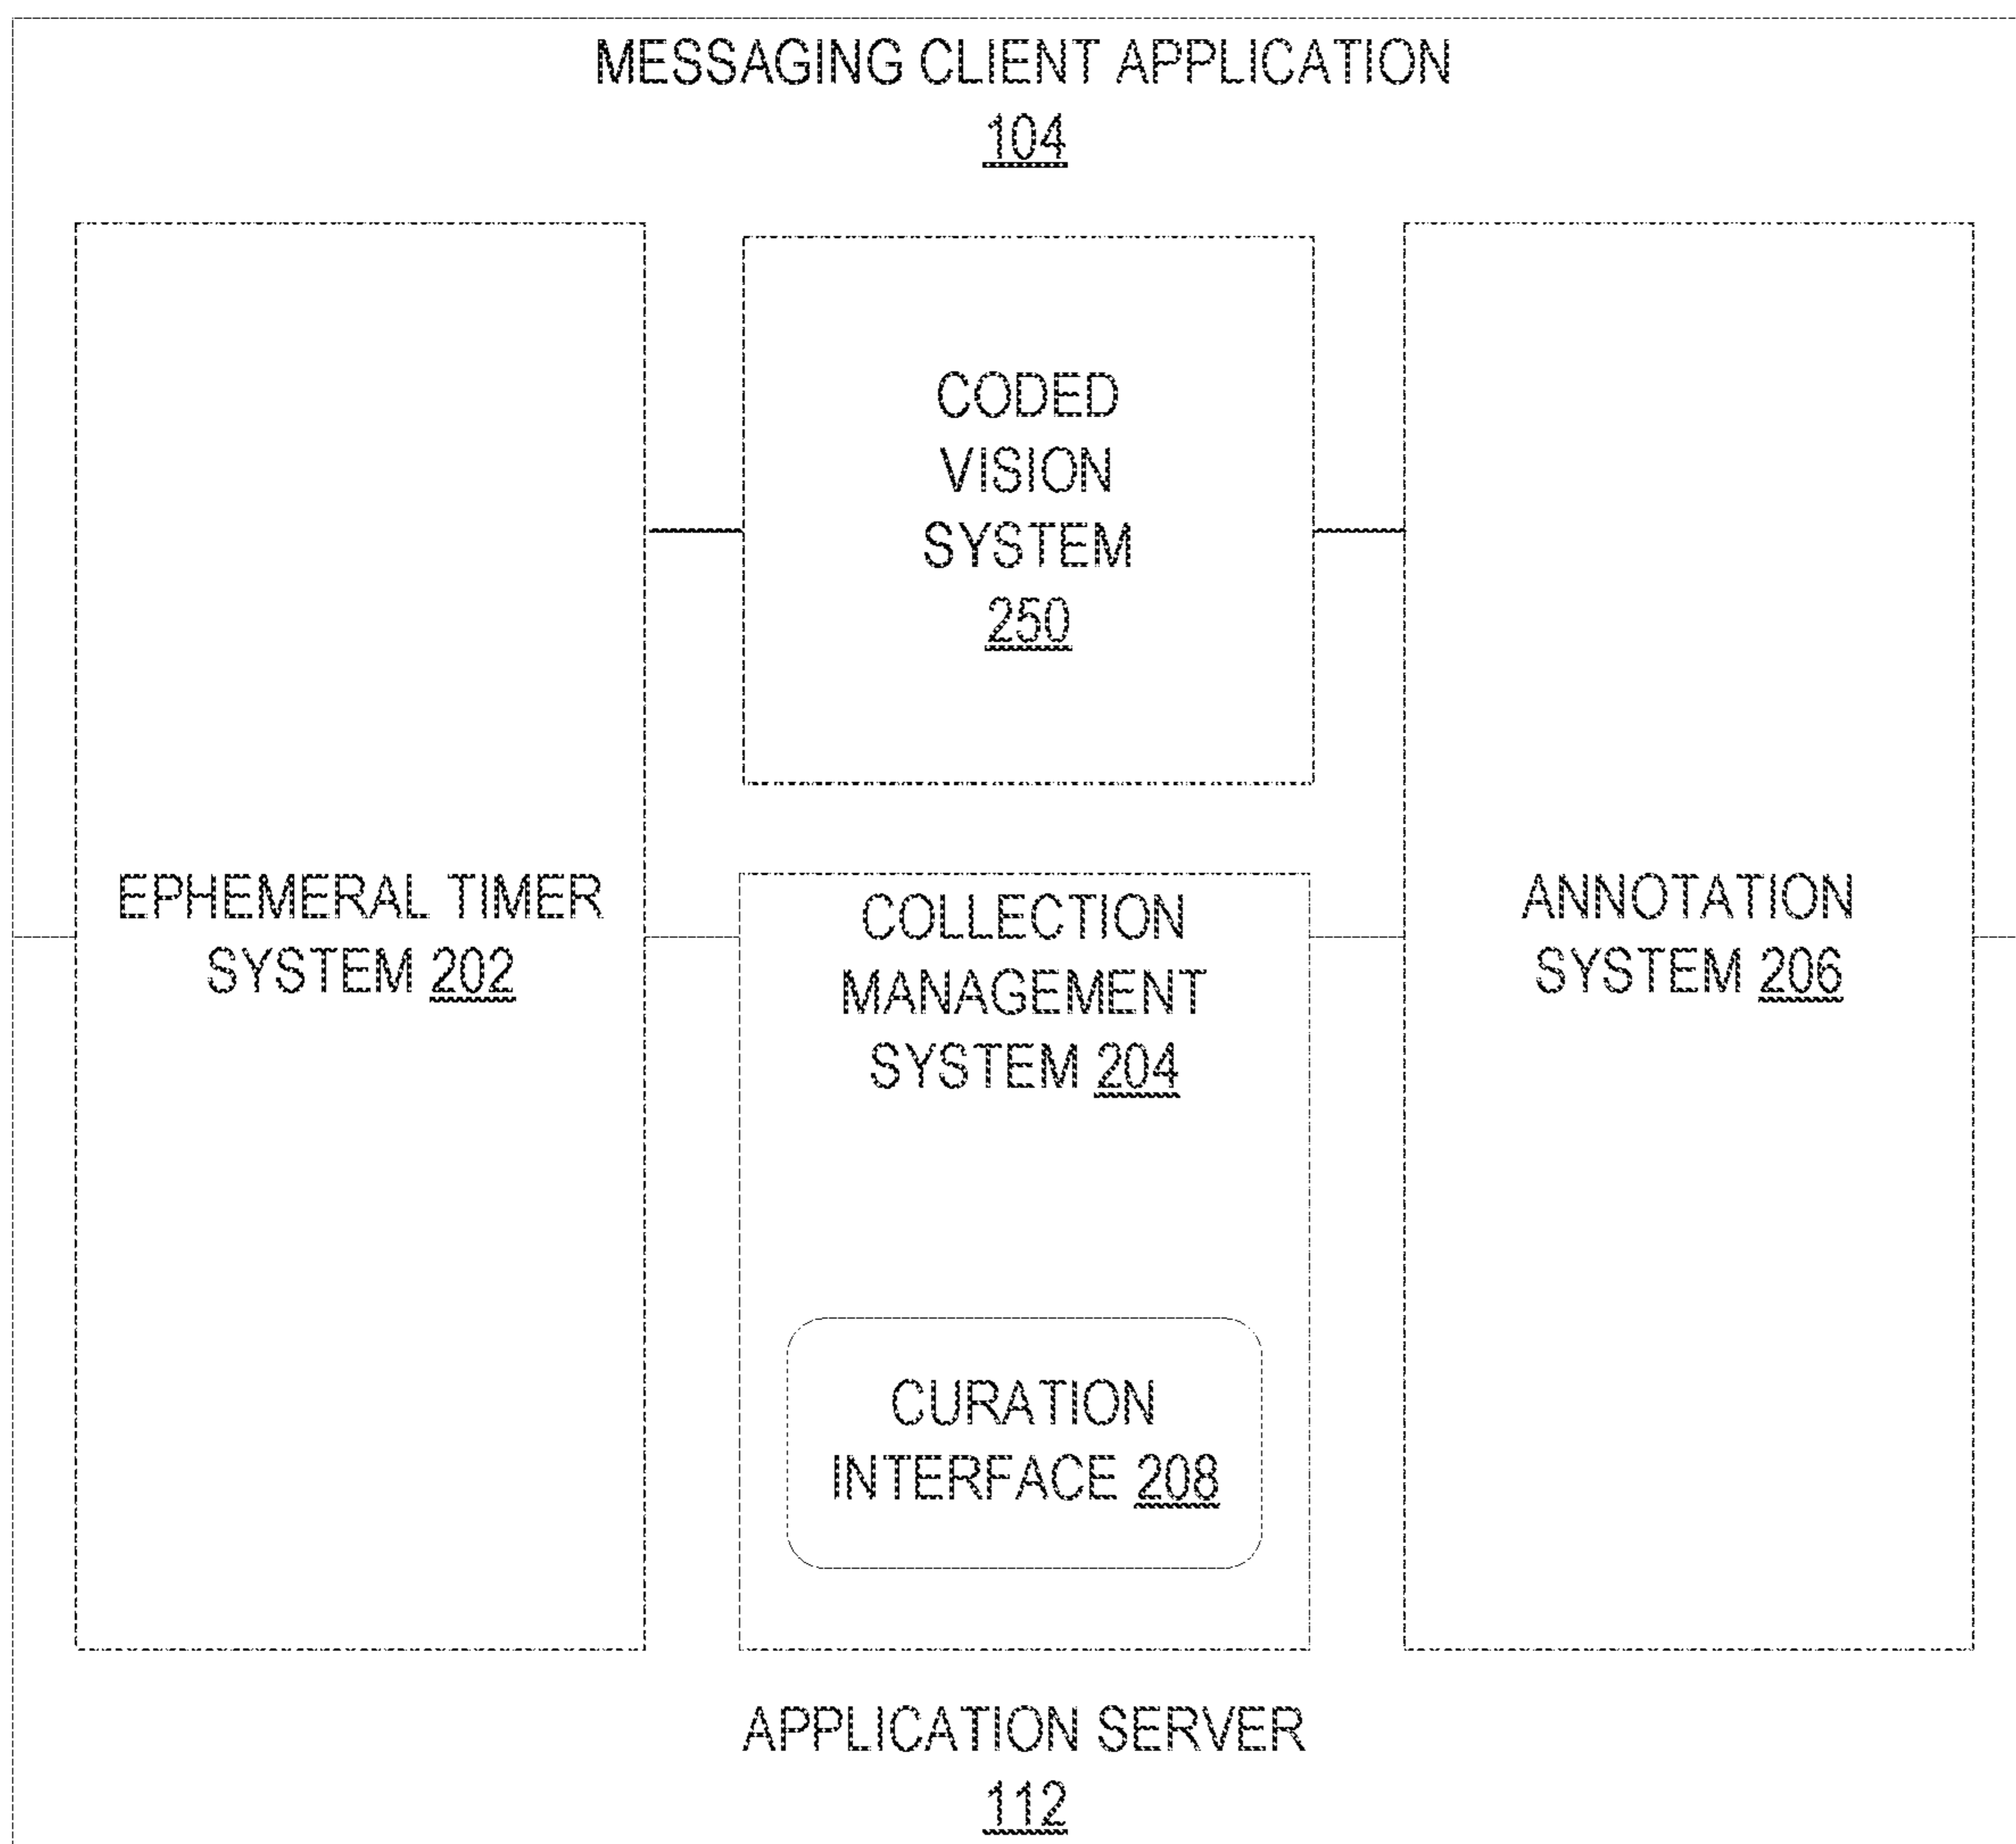 MESSAGING CLIENT APPLICATION
104
CODED
VISION
SYSTEM
250
EPHEMERAL TIMER
SYSTEM 202
COLLECTION
MANAGEMENT
SYSTEM 204
ANNOTATION
SYSTEM 206
CURATION
INTERFACE 208
APPLICATION SERVER
112